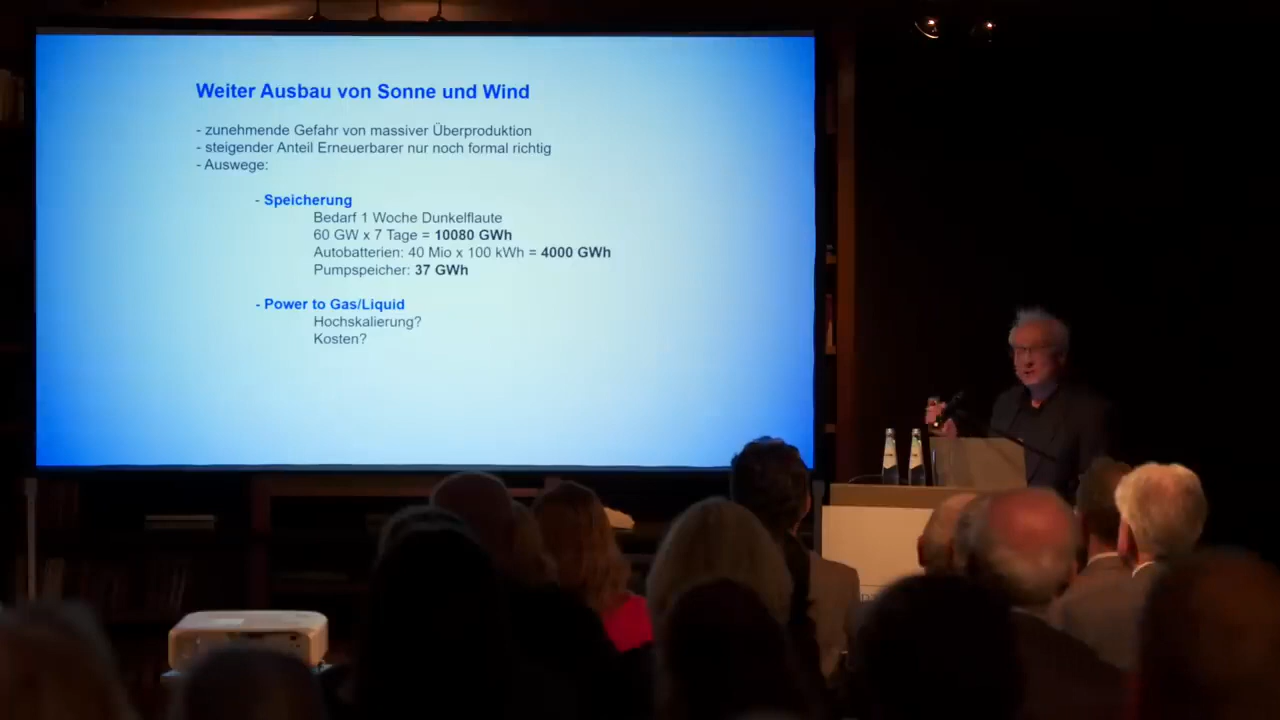 Weiter Ausbau von Sonne und Wind
- zunehmende Gefahr von massiver Überproduktion
- steigender Anteil Erneuerbarer nur noch formal richtig
- Auswege:
- Speicherung
Bedarf 1 Woche Dunkelflaute
60 GW x 7 Tage = 10080 GWh
Autobatterien: 40 Mio x 100 kWh = 4000 GWh
Pumpspeicher: 37 GWh
- Power to Gas/Liquid
Hochskalierung?
Kosten?